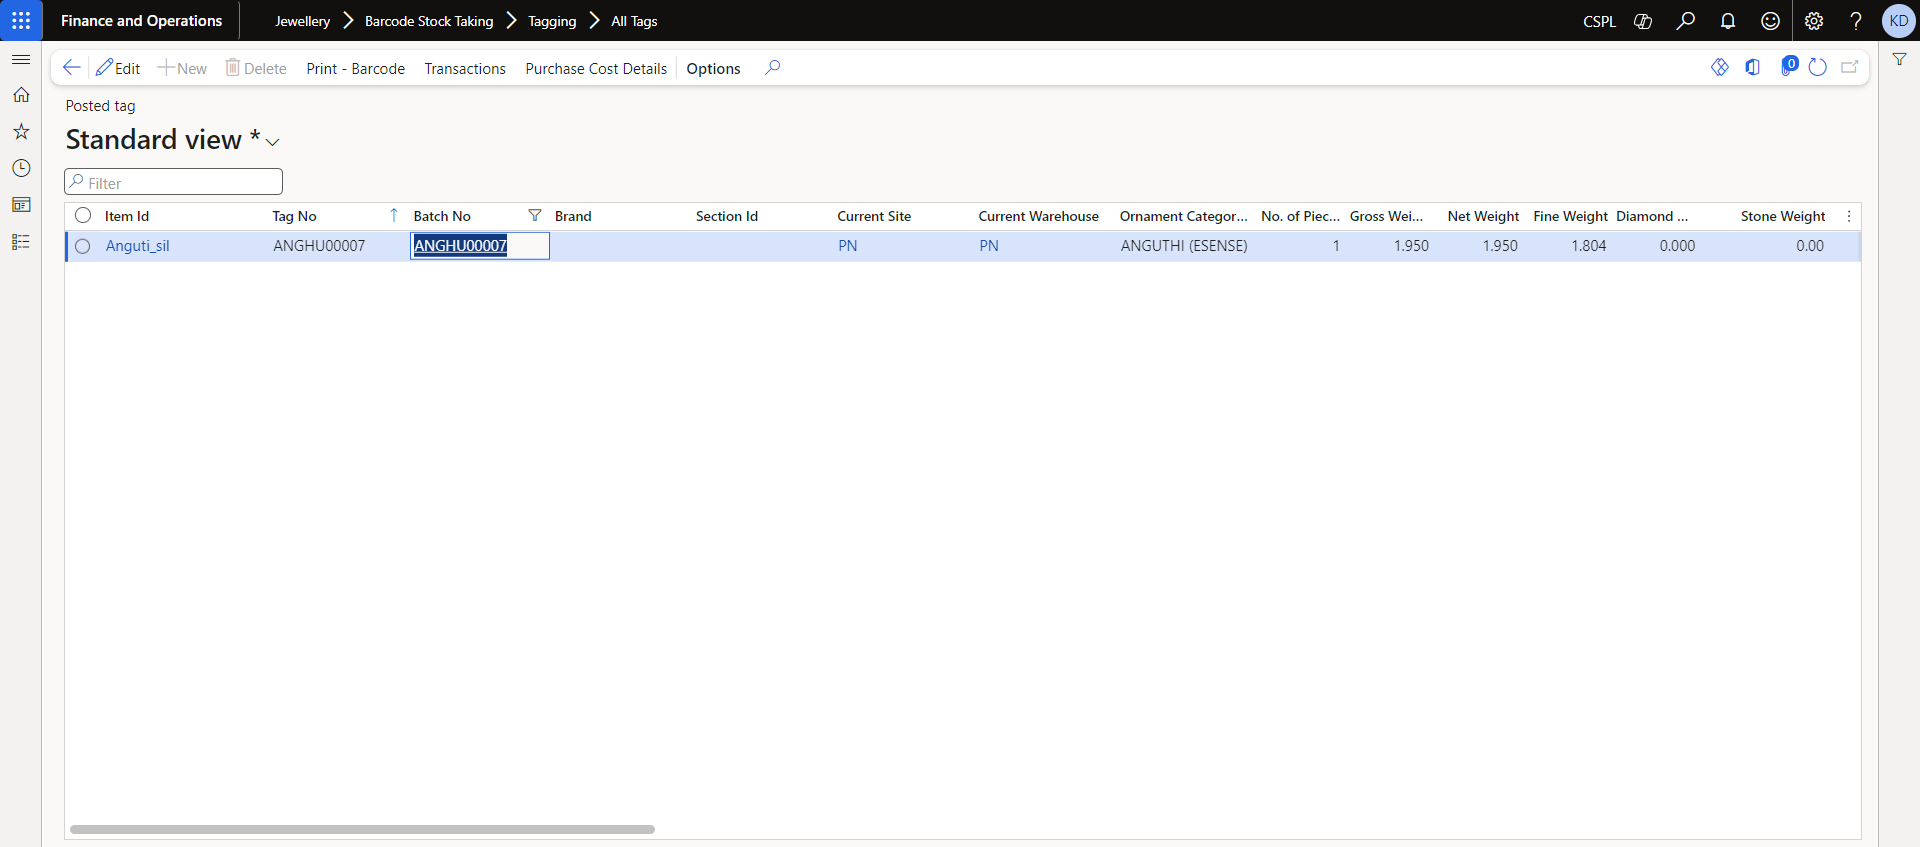 Finance and Operations Jewellery Barcode Stock Taking Tagging All Tags CSPL KD
Edit New Delete Print - Barcode Transactions Purchase Cost Details Options 0
Posted tag
Standard view *
Filter
Item Id Tag No Batch No Brand Section Id Current Site Current Warehouse Ornament Categor... No. of Piec... Gross Wei... Net Weight Fine Weight Diamond ... Stone Weight
Anguti_sil ANGHU00007 ANGHU00007 PN PN ANGUTHI (ESENSE) 1 1.950 1.950 1.804 0.000 0.00